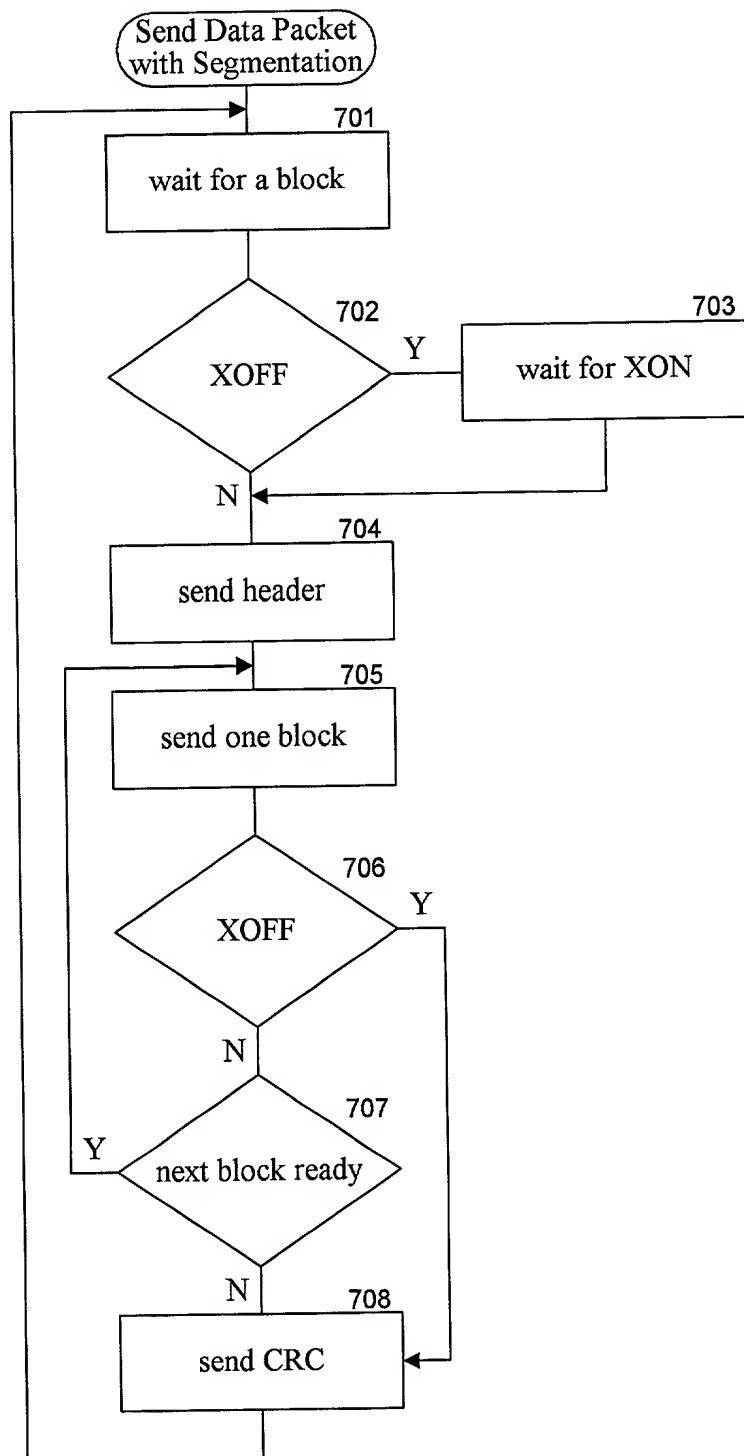 Send Data Packet
with Segmentation
701
wait for a block
702
XOFF
Y
703
wait for XON
N
704
send header
705
send one block
706
XOFF
Y
N
707
next block ready
Y
N
708
send CRC